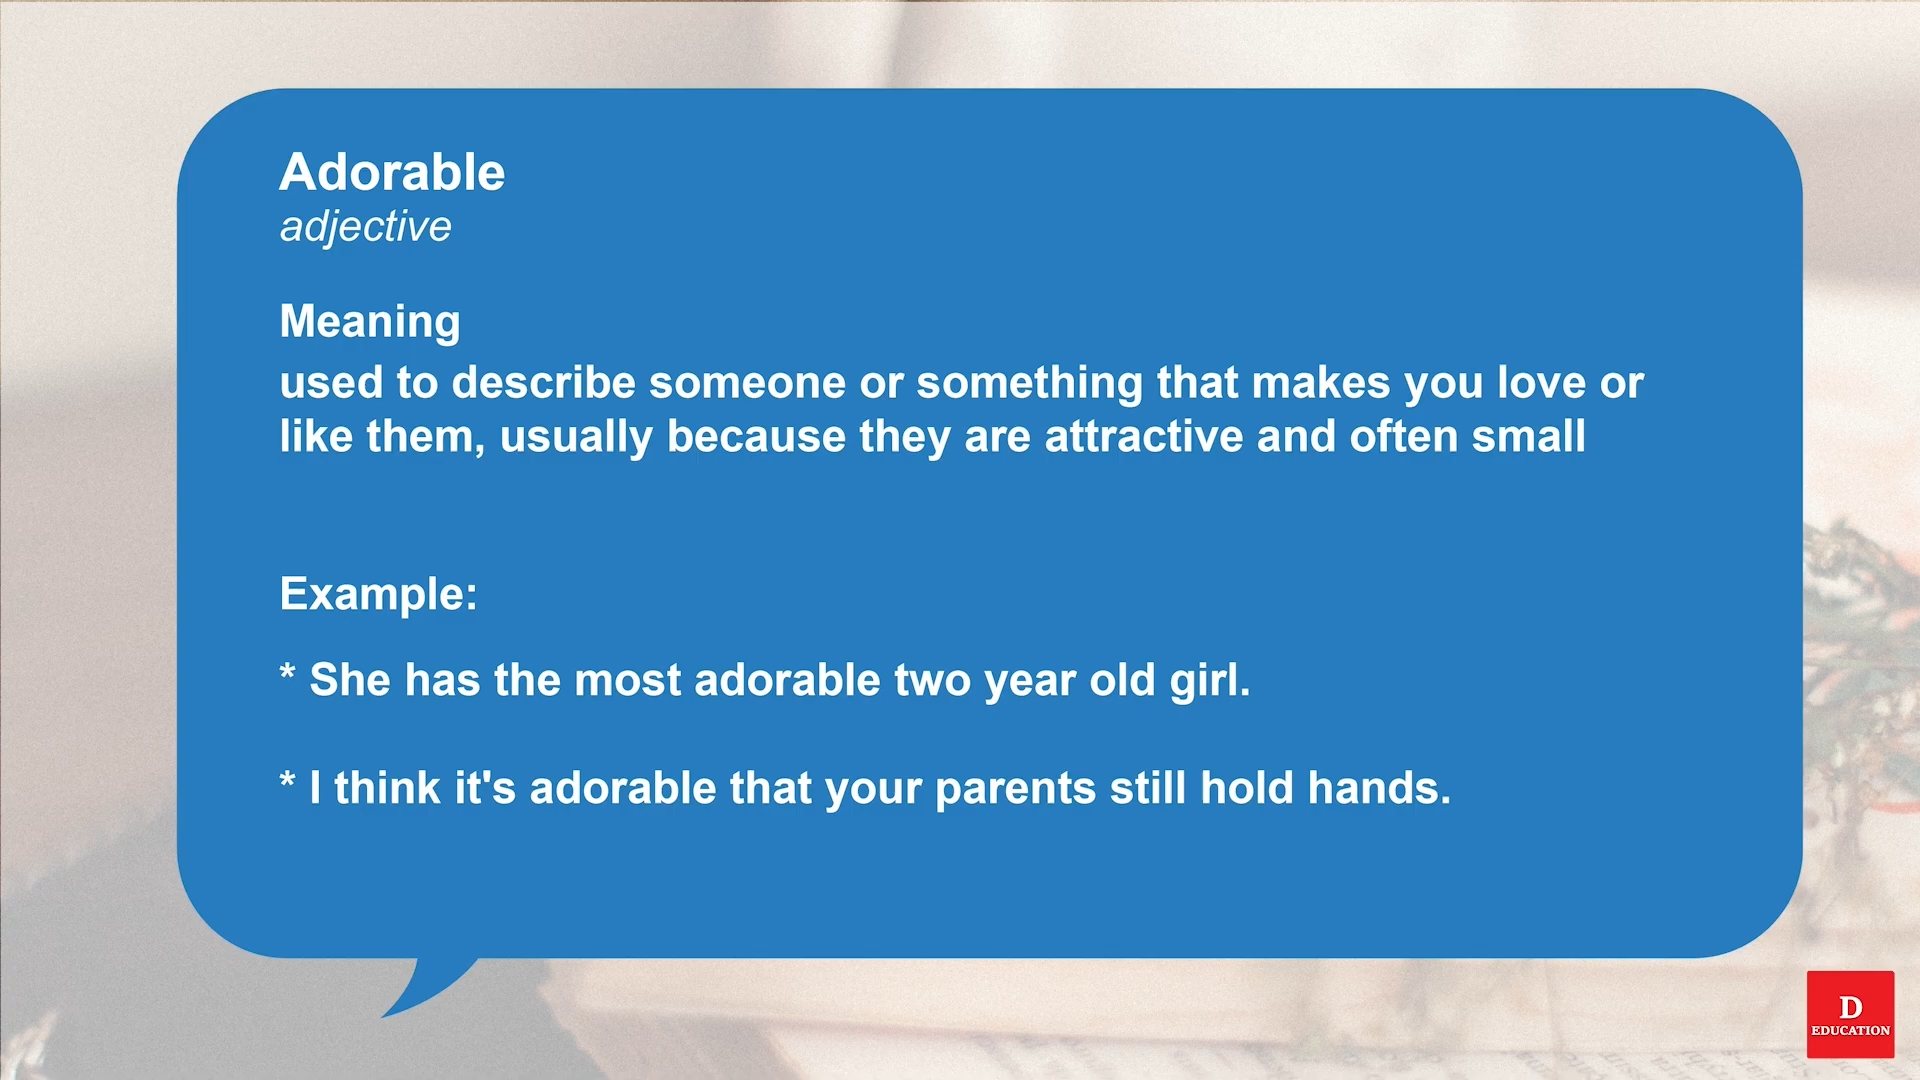 Adorable
adjective
Meaning
used to describe someone or something that makes you love or
like them, usually because they are attractive and often small
Example:
* She has the most adorable two year old girl.
* I think it's adorable that your parents still hold hands.
D
EDUCATION